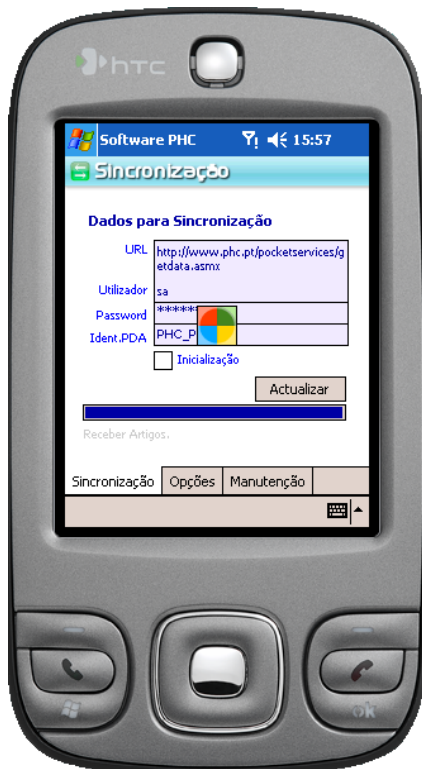 hTC
Software PHC 15:57
Sincronização
Dados para Sincronização
URL http://www.phc.pt/pocketservices/g
etdata.asmx
Utilizador sa
Password ******
Ident.PDA PHC_P
Inicialização
Actualizar
Receber Artigos.
Sincronização Opções Manutenção
ok